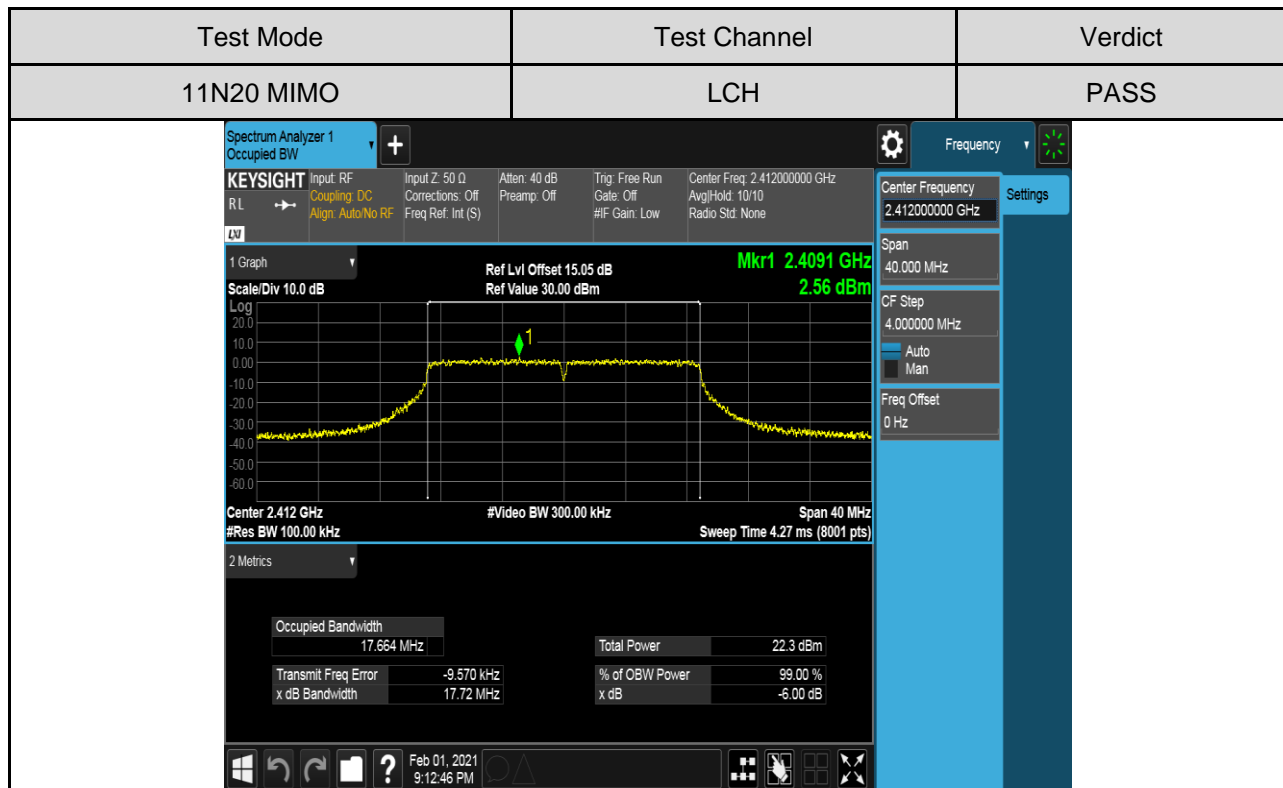 Test Mode Test Channel Verdict
11N20 MIMO LCH PASS
Spectrum Analyzer 1
Occupied BW
+
Frequency
KEYSIGHT Input: RF Input Z: 50 Ω Atten: 40 dB Trig: Free Run Center Freq: 2.412000000 GHz
RL Coupling: DC Corrections: Off Preamp: Off Gate: Off Avg|Hold: 10/10
Align: Auto/No RF Freq Ref: Int (S) #IF Gain: Low Radio Std: None
LXI
Center Frequency
2.412000000 GHz
Settings
Span
40.000 MHz
CF Step
4.000000 MHz
Auto
Man
Freq Offset
0 Hz
1 Graph Ref Lvl Offset 15.05 dB Mkr1 2.4091 GHz
Scale/Div 10.0 dB Ref Value 30.00 dBm 2.56 dBm
Log
20.0
10.0
0.00
-10.0
-20.0
-30.0
-40.0
-50.0
-60.0
1
Center 2.412 GHz #Video BW 300.00 kHz Span 40 MHz
#Res BW 100.00 kHz Sweep Time 4.27 ms (8001 pts)
2 Metrics
Occupied Bandwidth
17.664 MHz Total Power 22.3 dBm
Transmit Freq Error -9.570 kHz % of OBW Power 99.00 %
x dB Bandwidth 17.72 MHz x dB -6.00 dB
? Feb 01, 2021
9:12:46 PM